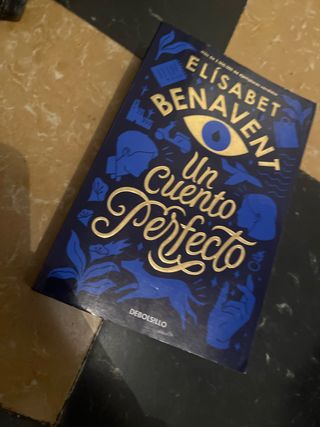 ELÍSABET
BENAVENT
Un
Cuento
Perfecto
DEBOLSILLO